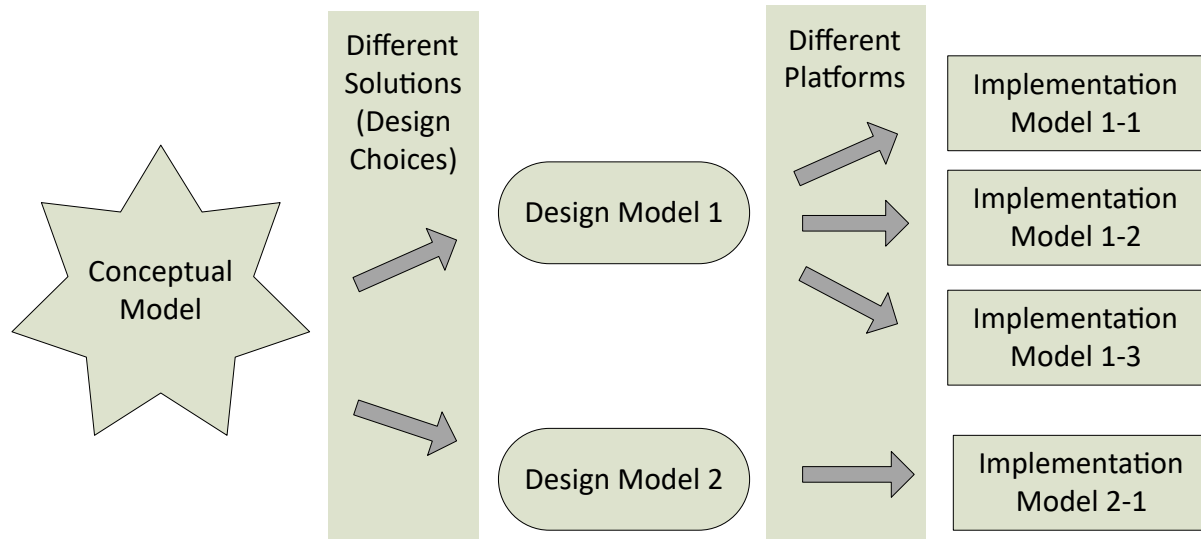 Conceptual
Model
Different
Solutions
(Design
Choices)
Design Model 1
Design Model 2
Different
Platforms
Implementation
Model 1-1
Implementation
Model 1-2
Implementation
Model 1-3
Implementation
Model 2-1